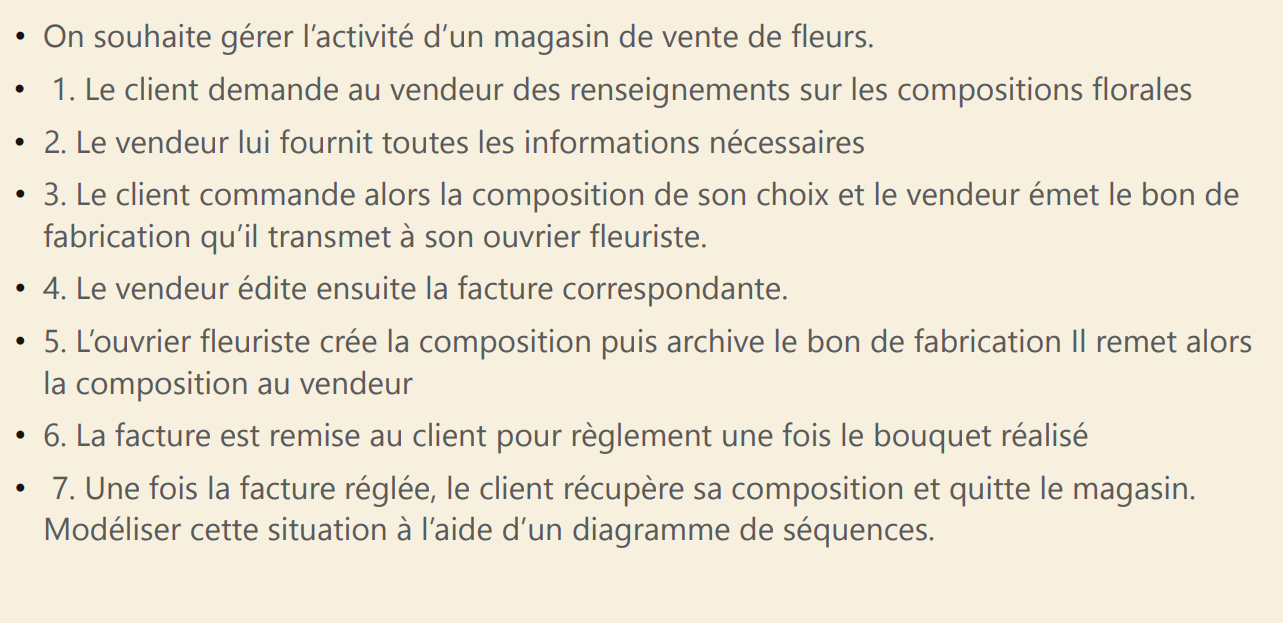 • On souhaite gérer l’activité d’un magasin de vente de fleurs.
• 1. Le client demande au vendeur des renseignements sur les compositions florales
• 2. Le vendeur lui fournit toutes les informations nécessaires
• 3. Le client commande alors la composition de son choix et le vendeur émet le bon de
fabrication qu’il transmet à son ouvrier fleuriste.
• 4. Le vendeur édite ensuite la facture correspondante.
• 5. L’ouvrier fleuriste crée la composition puis archive le bon de fabrication Il remet alors
la composition au vendeur
• 6. La facture est remise au client pour règlement une fois le bouquet réalisé
• 7. Une fois la facture réglée, le client récupère sa composition et quitte le magasin.
Modéliser cette situation à l’aide d’un diagramme de séquences.